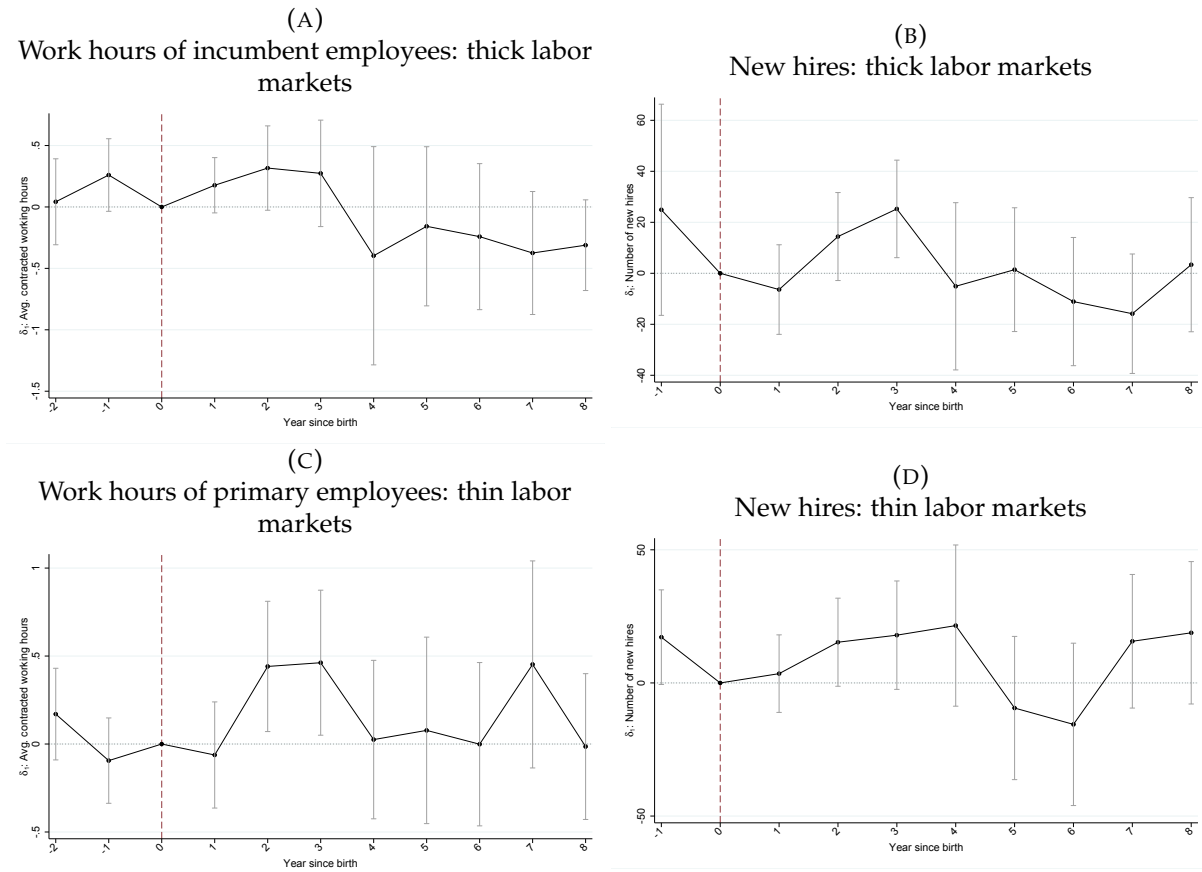 (A)
Work hours of incumbent employees: thick labor
markets
δₜ; Avg. contracted working hours
.5
0
-.5
-1
-1.5
-2 -1 0 1 2 3 4 5 6 7 8
Year since birth
(B)
New hires: thick labor markets
δₜ; Number of new hires
60
40
20
0
-20
-40
-1 0 1 2 3 4 5 6 7 8
Year since birth
(C)
Work hours of primary employees: thin labor
markets
δₜ; Avg. contracted working hours
1
.5
0
-.5
-2 -1 0 1 2 3 4 5 6 7 8
Year since birth
(D)
New hires: thin labor markets
δₜ; Number of new hires
50
0
-50
-1 0 1 2 3 4 5 6 7 8
Year since birth